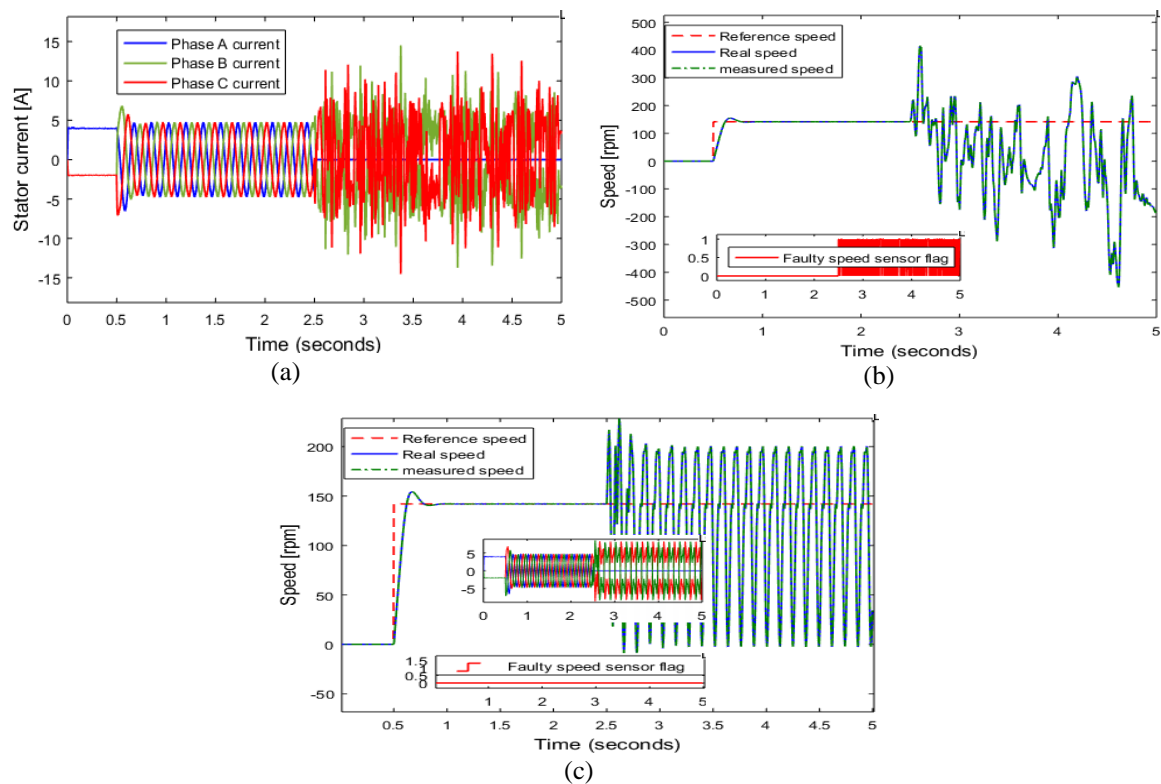 Stator current [A]
15
10
5
0
-5
-10
-15
Phase A current
Phase B current
Phase C current
0 0.5 1 1.5 2 2.5 3 3.5 4 4.5 5
Time (seconds)
(a)
Speed [rpm]
500
400
300
200
100
0
-100
-200
-300
-400
-500
Reference speed
Real speed
measured speed
1
0.5
0
Faulty speed sensor flag
0 1 2 3 4 5
0 1 2 3 4 5
Time (seconds)
(b)
Speed [rpm]
200
150
100
50
0
-50
Reference speed
Real speed
measured speed
5
0
-5
0 1 2 3 4 5
1.5
1
0.5
0
Faulty speed sensor flag
1 2 3 4 5
0.5 1 1.5 2 2.5 3 3.5 4 4.5 5
Time (seconds)
(c)